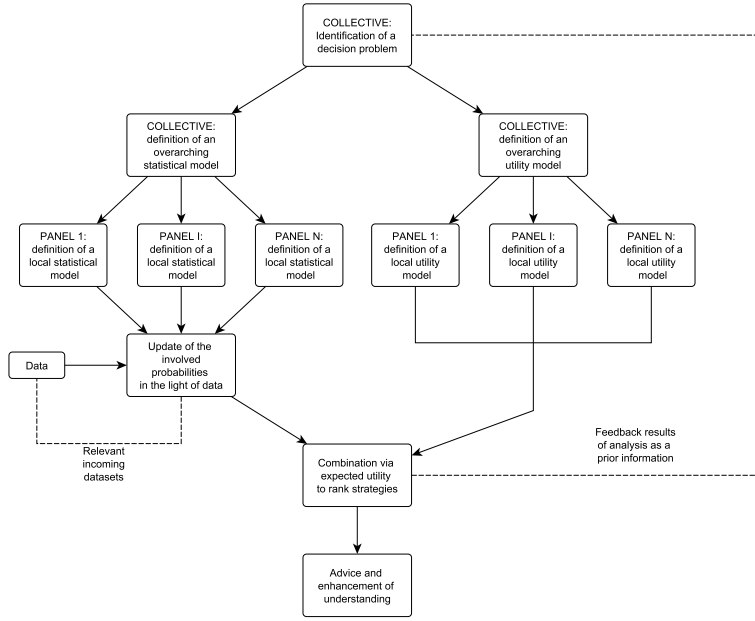 COLLECTIVE:
Identification of a
decision problem
COLLECTIVE:
definition of an
overarching
statistical model
COLLECTIVE:
definition of an
overarching
utility model
PANEL 1:
definition of a
local statistical
model
PANEL I:
definition of a
local statistical
model
PANEL N:
definition of a
local statistical
model
PANEL 1:
definition of a
local utility
model
PANEL I:
definition of a
local utility
model
PANEL N:
definition of a
local utility
model
Data
Update of the
involved
probabilities
in the light of data
Relevant
incoming
datasets
Feedback results
of analysis as a
prior information
Combination via
expected utility
to rank strategies
Advice and
enhancement of
understanding